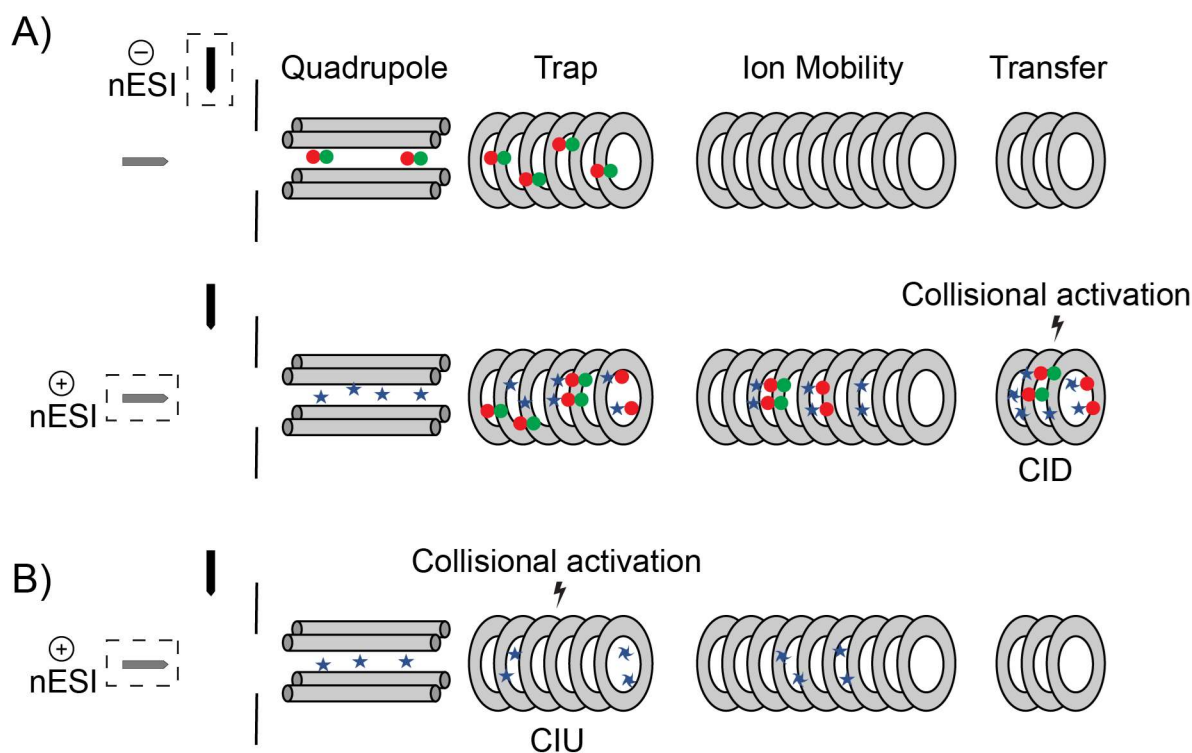 A)
⊖
nESI
Quadrupole
Trap
Ion Mobility
Transfer
Collisional activation
⊕
nESI
CID
B)
Collisional activation
⊕
nESI
CIU